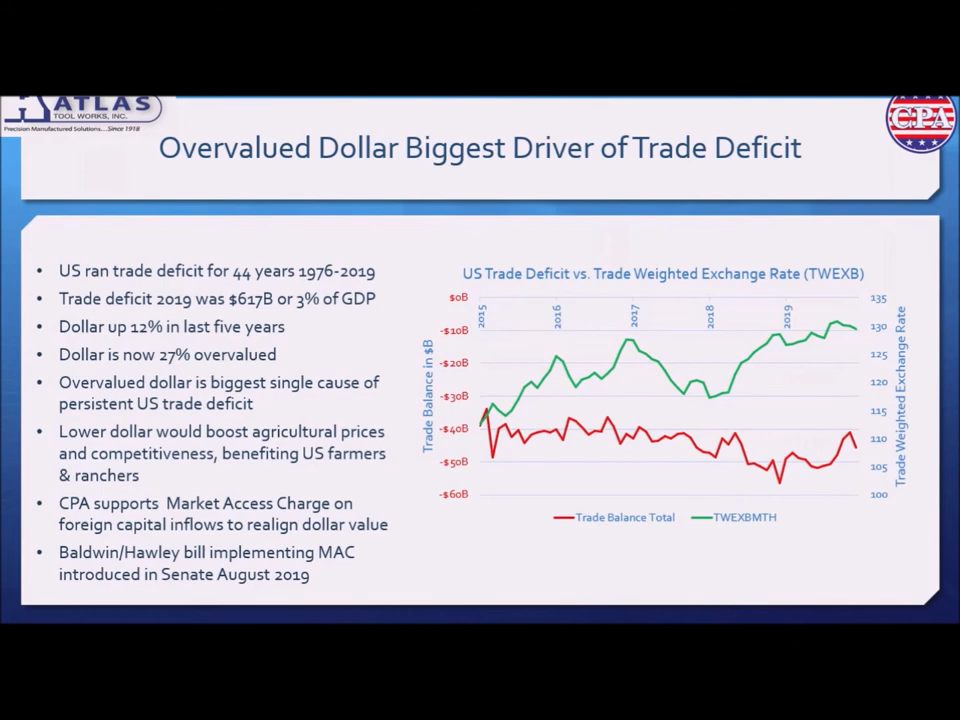 ATLAS
TOOL WORKS, INC.
Precision Manufactured Solutions...Since 1918
CPA
Overvalued Dollar Biggest Driver of Trade Deficit
• US ran trade deficit for 44 years 1976-2019
• Trade deficit 2019 was $617B or 3% of GDP
• Dollar up 12% in last five years
• Dollar is now 27% overvalued
• Overvalued dollar is biggest single cause of
persistent US trade deficit
• Lower dollar would boost agricultural prices
and competitiveness, benefiting US farmers
& ranchers
• CPA supports Market Access Charge on
foreign capital inflows to realign dollar value
• Baldwin/Hawley bill implementing MAC
introduced in Senate August 2019
US Trade Deficit vs. Trade Weighted Exchange Rate (TWEXB)
Trade Balance in $B
$0B
-$10B
-$20B
-$30B
-$40B
-$50B
-$60B
2015
2016
2017
2018
2019
135
130
125
120
115
110
105
100
Trade Weighted Exchange Rate
Trade Balance Total
TWEXBMTH